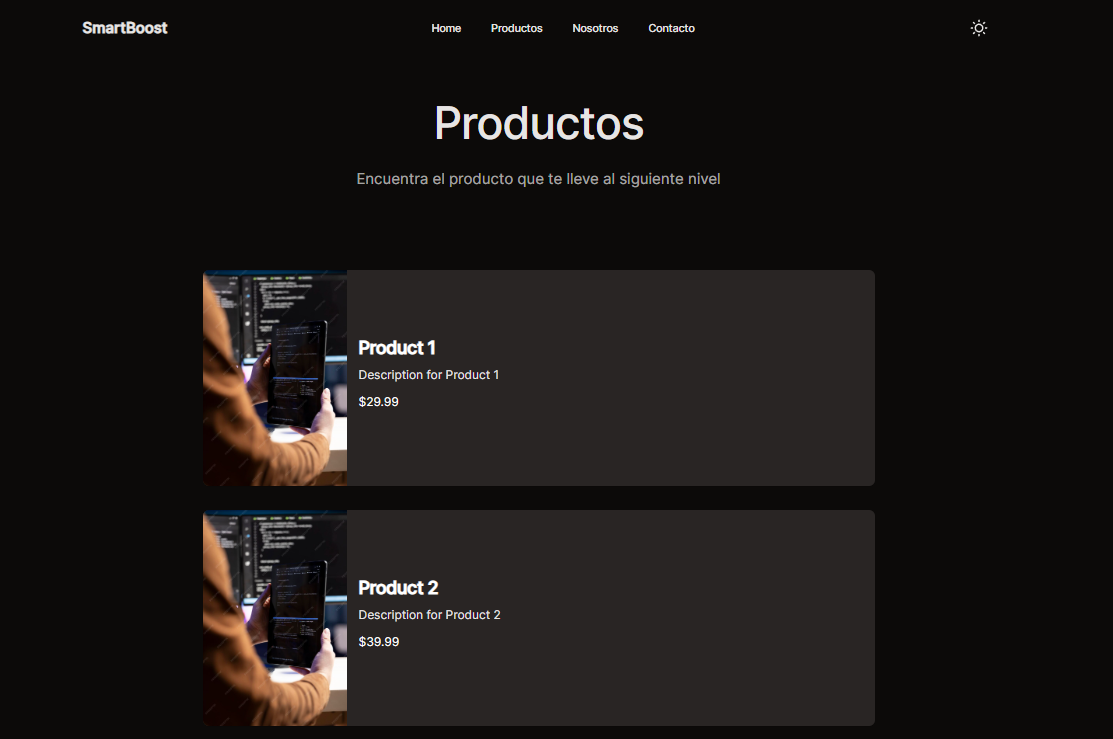 SmartBoost
Home Productos Nosotros Contacto
Productos
Encuentra el producto que te lleve al siguiente nivel
Product 1
Description for Product 1
$29.99
Product 2
Description for Product 2
$39.99